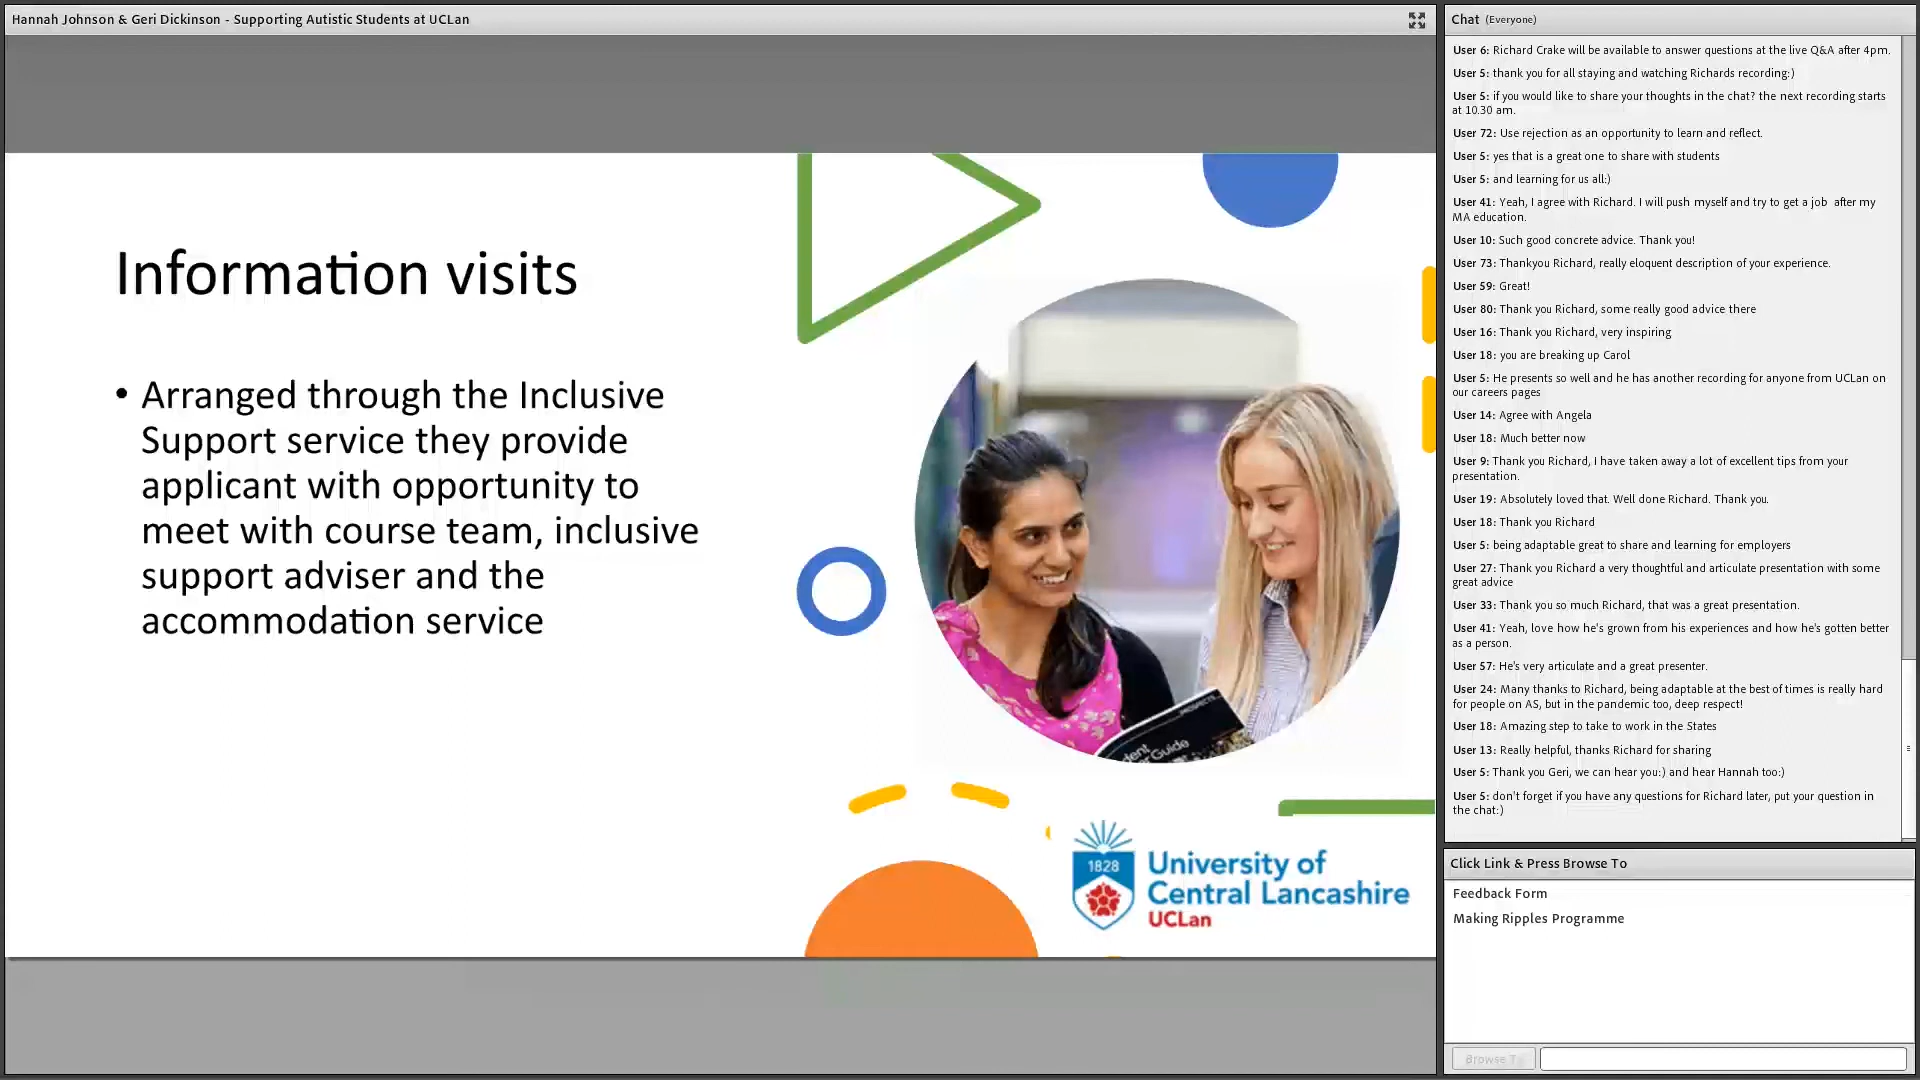 Hannah Johnson & Geri Dickinson - Supporting Autistic Students at UCLan
Information visits
• Arranged through the Inclusive
Support service they provide
applicant with opportunity to
meet with course team, inclusive
support adviser and the
accommodation service
Guide
1828
University of
Central Lancashire
UCLan
Chat (Everyone)
User 6: Richard Crake will be available to answer questions at the live Q&A after 4pm.
User 5: thank you for all staying and watching Richards recording:)
User 5: if you would like to share your thoughts in the chat? the next recording starts
at 10.30 am.
User 72: Use rejection as an opportunity to learn and reflect.
User 5: yes that is a great one to share with students
User 5: and learning for us all:)
User 41: Yeah, I agree with Richard. I will push myself and try to get a job  after my
MA education.
User 10: Such good concrete advice. Thank you!
User 73: Thankyou Richard, really eloquent description of your experience.
User 59: Great!
User 80: Thank you Richard, some really good advice there
User 16: Thank you Richard, very inspiring
User 18: you are breaking up Carol
User 5: He presents so well and he has another recording for anyone from UCLan on
our careers pages
User 14: Agree with Angela
User 18: Much better now
User 9: Thank you Richard, I have taken away a lot of excellent tips from your
presentation.
User 19: Absolutely loved that. Well done Richard. Thank you.
User 18: Thank you Richard
User 5: being adaptable great to share and learning for employers
User 27: Thank you Richard a very thoughtful and articulate presentation with some
great advice
User 33: Thank you so much Richard, that was a great presentation.
User 41: Yeah, love how he's grown from his experiences and how he's gotten better
as a person.
User 57: He's very articulate and a great presenter.
User 24: Many thanks to Richard, being adaptable at the best of times is really hard
for people on AS, but in the pandemic too, deep respect!
User 18: Amazing step to take to work in the States
User 13: Really helpful, thanks Richard for sharing
User 5: Thank you Geri, we can hear you:) and hear Hannah too:)
User 5: don't forget if you have any questions for Richard later, put your question in
the chat:)
Click Link & Press Browse To
Feedback Form
Making Ripples Programme
Browse To